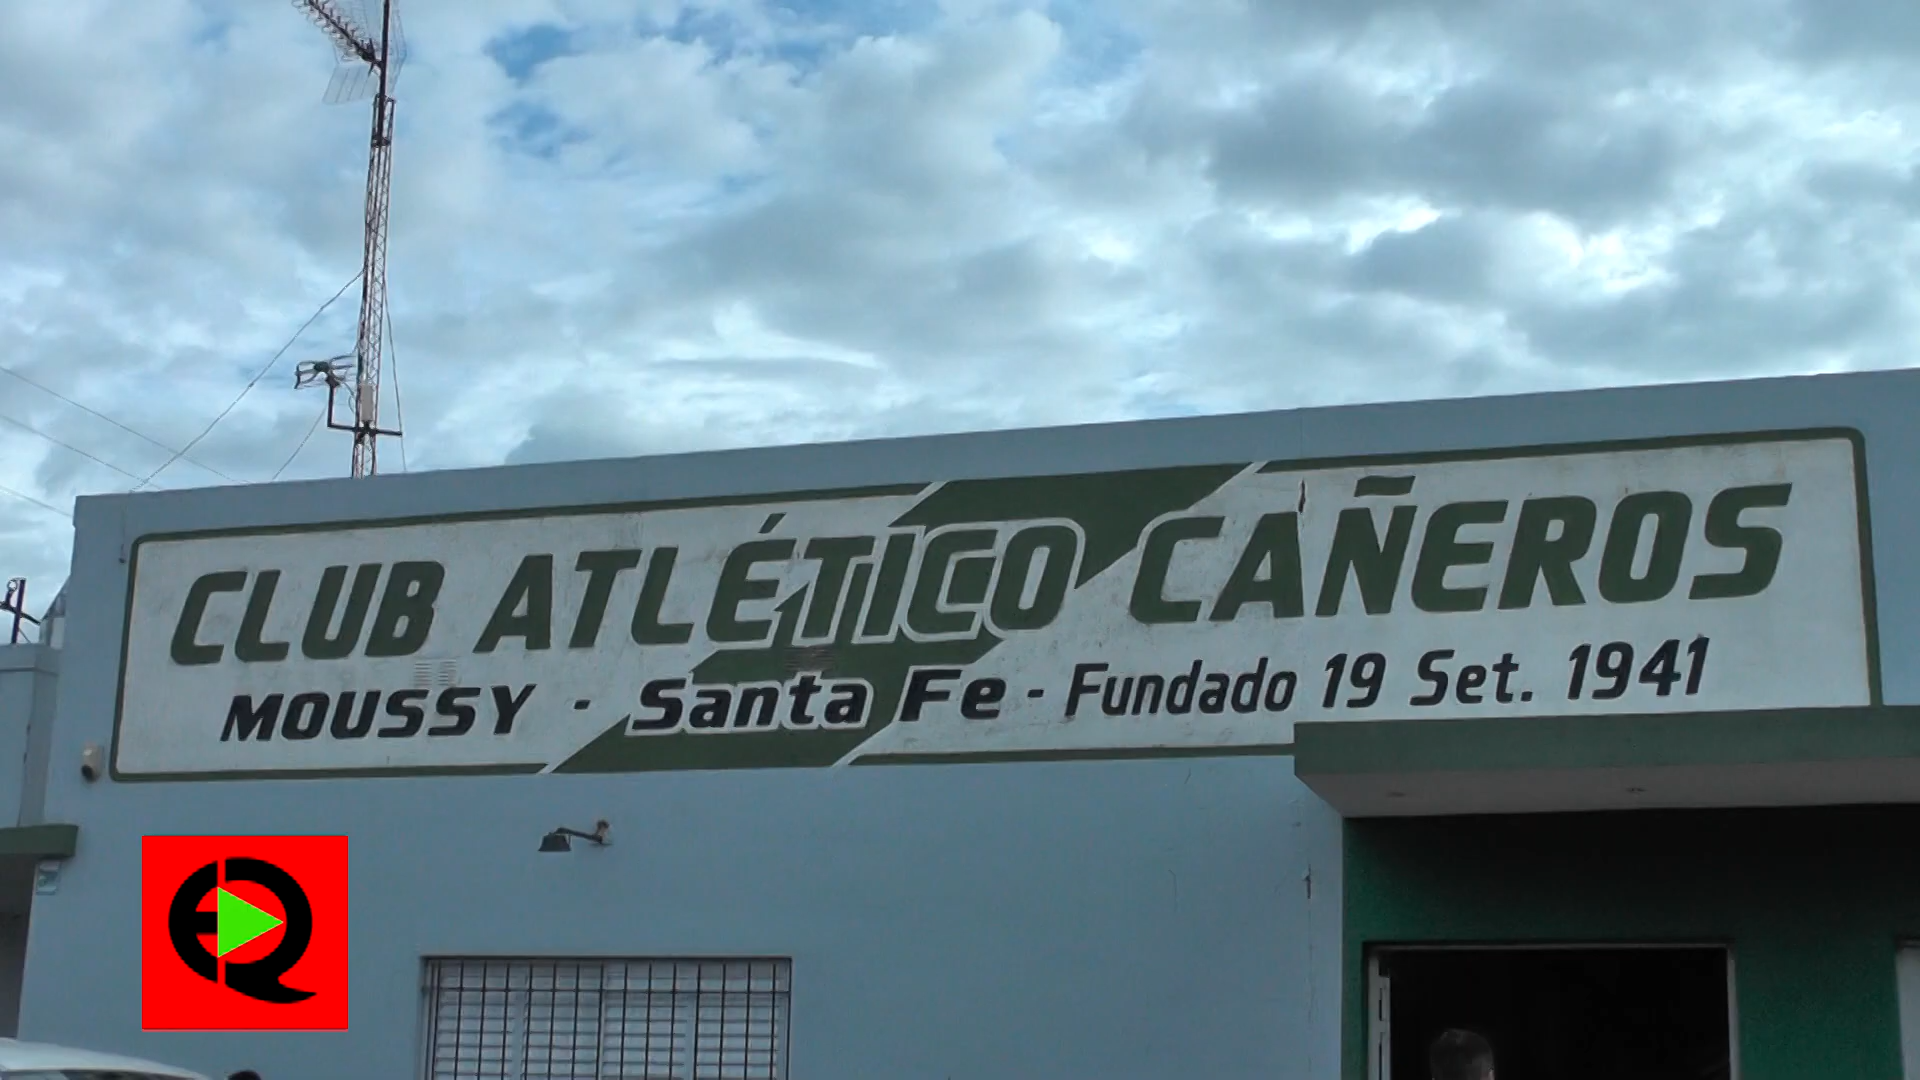 CLUB ATLÉTICO CAÑEROS
MOUSSY - Santa Fe - Fundado 19 Set. 1941